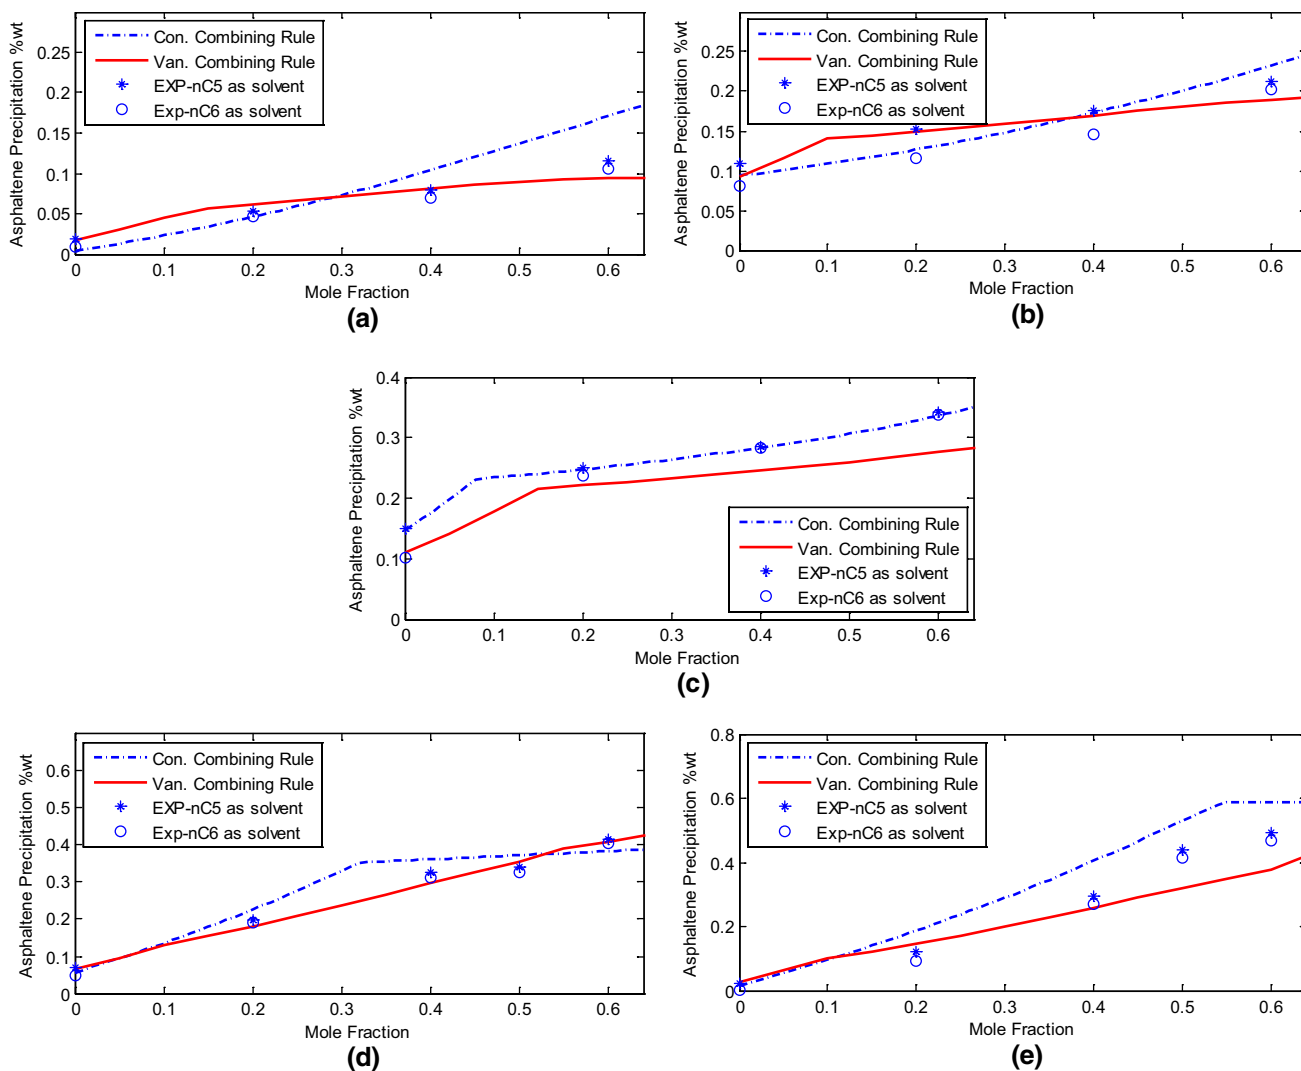 0.25
0.2
0.15
0.1
0.05
0
Asphaltene Precipitation %wt
Con. Combining Rule
Van. Combining Rule
EXP-nC5 as solvent
Exp-nC6 as solvent
0 0.1 0.2 0.3 0.4 0.5 0.6
Mole Fraction
(a)
0.25
0.2
0.15
0.1
0.05
0
Asphaltene Precipitation %wt
Con. Combining Rule
Van. Combining Rule
EXP-nC5 as solvent
Exp-nC6 as solvent
0 0.1 0.2 0.3 0.4 0.5 0.6
Mole Fraction
(b)
0.4
0.3
0.2
0.1
0
Asphaltene Precipitation %wt
Con. Combining Rule
Van. Combining Rule
EXP-nC5 as solvent
Exp-nC6 as solvent
0 0.1 0.2 0.3 0.4 0.5 0.6
Mole Fraction
(c)
0.6
0.5
0.4
0.3
0.2
0.1
0
Asphaltene Precipitation %wt
Con. Combining Rule
Van. Combining Rule
EXP-nC5 as solvent
Exp-nC6 as solvent
0 0.1 0.2 0.3 0.4 0.5 0.6
Mole Fraction
(d)
0.8
0.6
0.4
0.2
0
Asphaltene Precipitation %wt
Con. Combining Rule
Van. Combining Rule
EXP-nC5 as solvent
Exp-nC6 as solvent
0 0.1 0.2 0.3 0.4 0.5 0.6
Mole Fraction
(e)